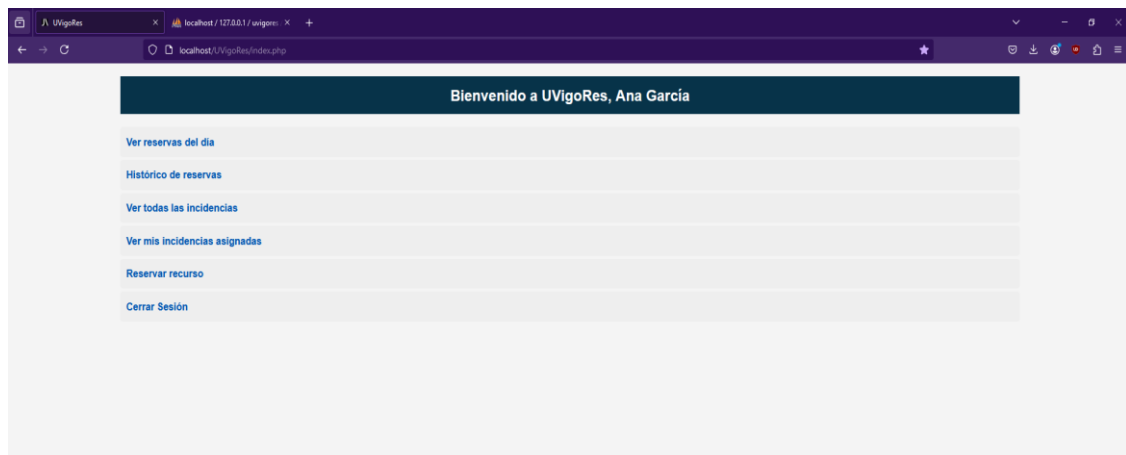 UVigoRes
localhost / 127.0.0.1 / uvigores
localhost/UVigoRes/index.php
Bienvenido a UVigoRes, Ana García
Ver reservas del día
Histórico de reservas
Ver todas las incidencias
Ver mis incidencias asignadas
Reservar recurso
Cerrar Sesión